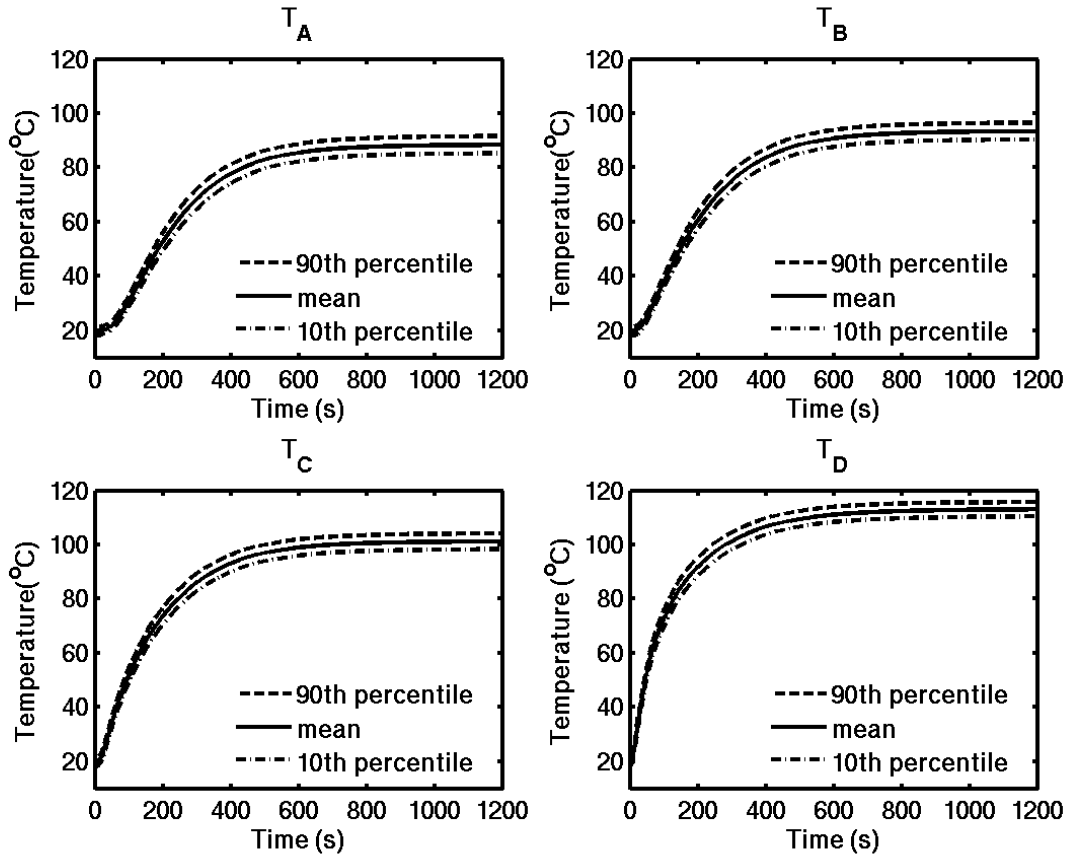 T_A
120
100
80
60
40
20
Temperature(°C)
90th percentile
mean
10th percentile
0 200 400 600 800 1000 1200
Time (s)
T_B
120
100
80
60
40
20
Temperature (°C)
90th percentile
mean
10th percentile
0 200 400 600 800 1000 1200
Time (s)
T_C
120
100
80
60
40
20
Temperature(°C)
90th percentile
mean
10th percentile
0 200 400 600 800 1000 1200
Time (s)
T_D
120
100
80
60
40
20
Temperature (°C)
90th percentile
mean
10th percentile
0 200 400 600 800 1000 1200
Time (s)